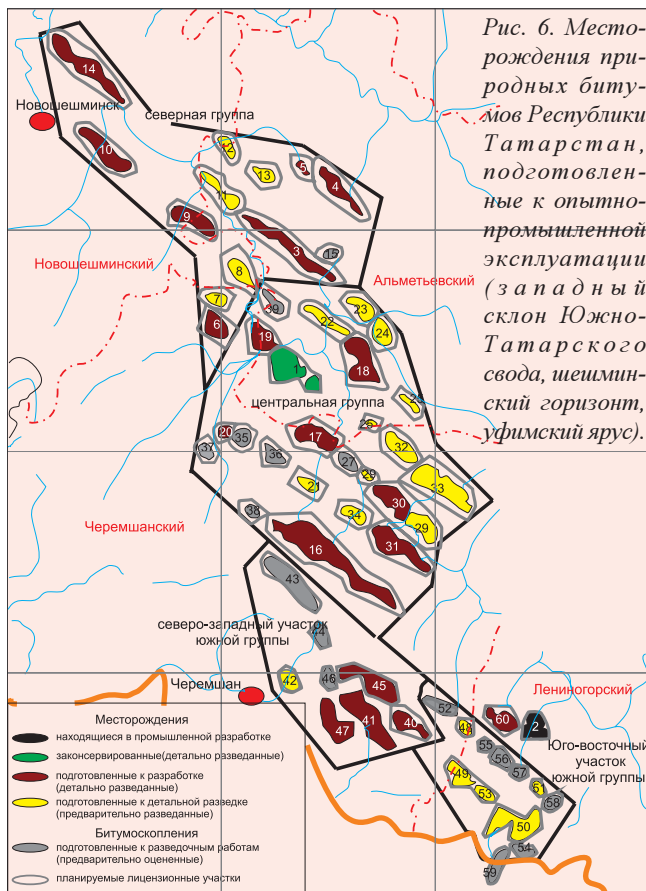 Рис. 6. Место-
рождения при-
родных биту-
мов Республики
Татарстан,
подготовлен-
ные к опытно-
промышленной
эксплуатации
(западный
склон Южно-
Татарского
свода, шешмин-
ский горизонт,
уфимский ярус).
14
Новошешминск
северная группа
12
10
13
5
4
11
9
3
15
Новошешминский
8
Альметьевский
7
39
23
22
24
6
19
18
1
25
центральная группа
26
20
35
17
37
36
32
27
29
33
21
30
38
34
29
16
31
Черемшанский
43
северо-западный участок
южной группы
44
42
46
45
Черемшан
Лениногорский
52
47
41
40
48
60
2
55
Юго-восточный
участок
южной группы
56
57
49
53
51
58
50
54
59
Месторождения
находящиеся в промышленной разработке
законсервированные(детально разведанные)
подготовленные к разработке
(детально разведанные)
подготовленные к детальной разведке
(предварительно разведанные)
Битумоскопления
подготовленные к разведочным работам
(предварительно оцененные)
планируемые лицензионные участки